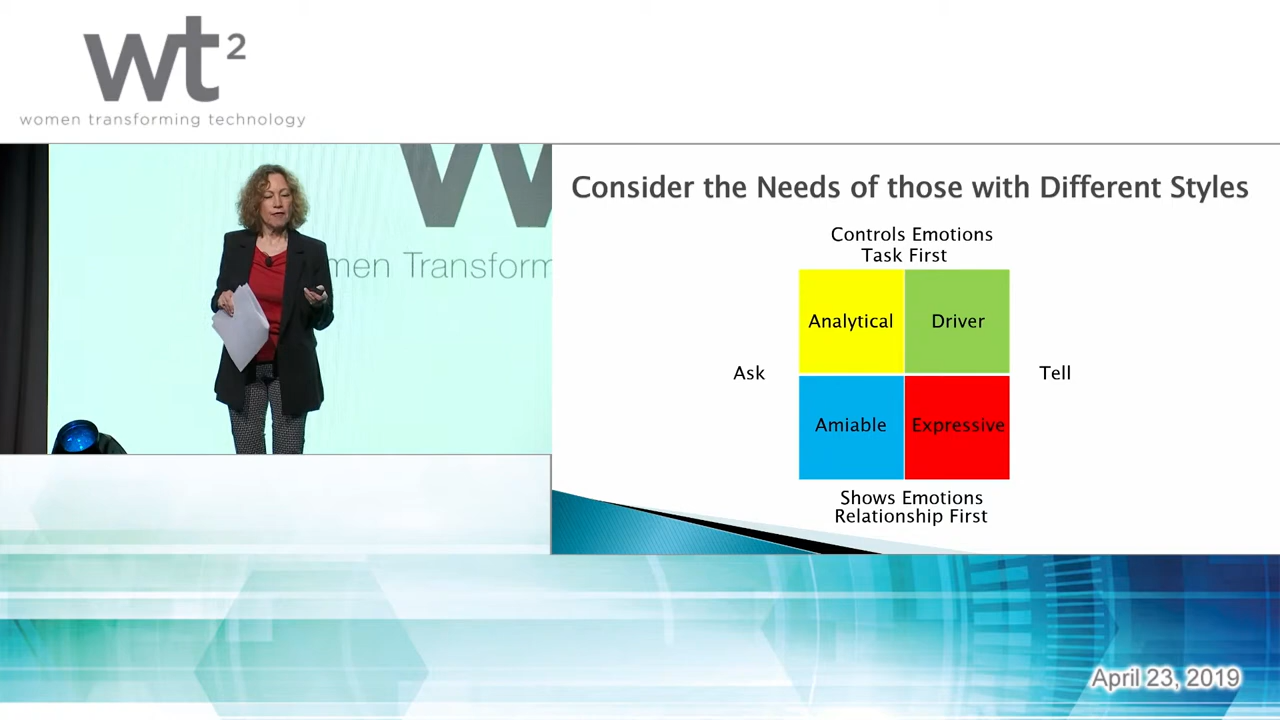 wt2
women transforming technology
W
men Transform
Consider the Needs of those with Different Styles
Controls Emotions
Task First
Analytical
Driver
Ask
Tell
Amiable
Expressive
Shows Emotions
Relationship First
April 23, 2019